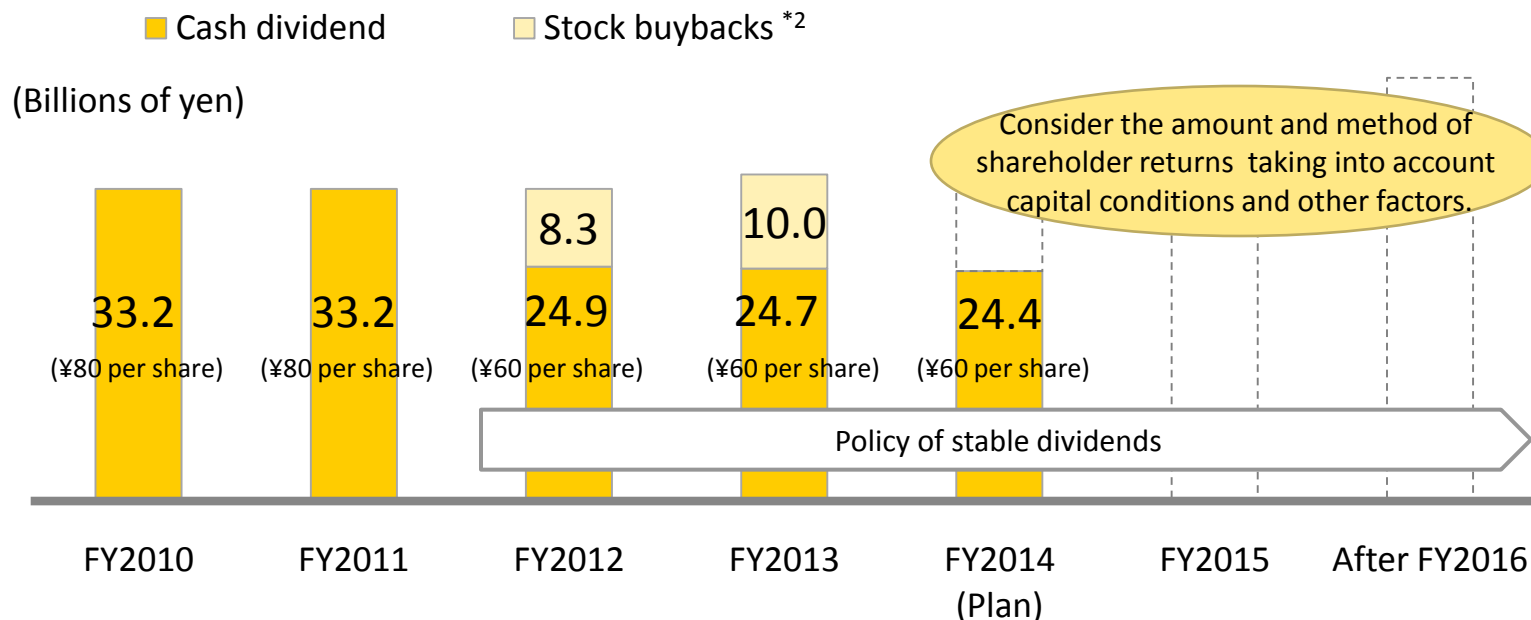 Cash dividend
Stock buybacks *2
(Billions of yen)
Consider the amount and method of
shareholder returns taking into account
capital conditions and other factors.
8.3
10.0
33.2
33.2
24.9
24.7
24.4
(¥80 per share)
(¥80 per share)
(¥60 per share)
(¥60 per share)
(¥60 per share)
Policy of stable dividends
FY2010
FY2011
FY2012
FY2013
FY2014
(Plan)
FY2015
After FY2016